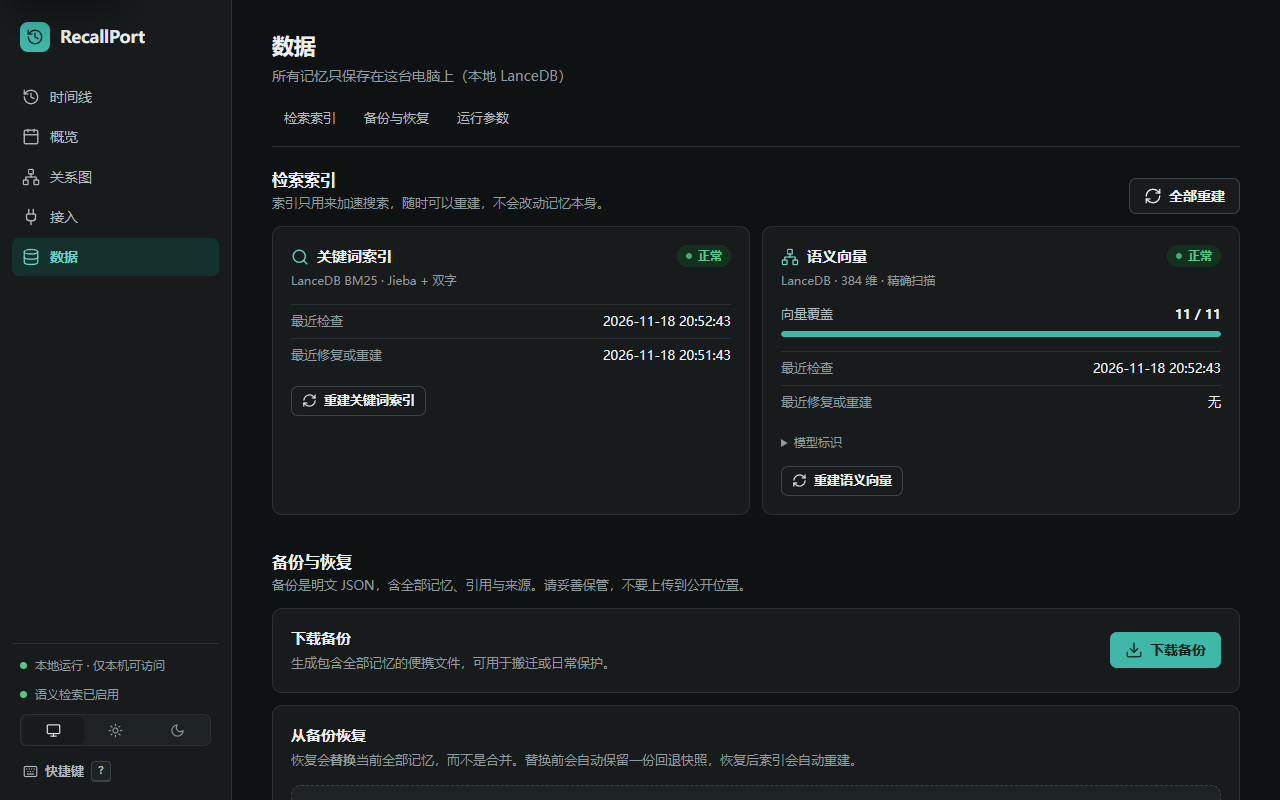 RecallPort
时间线
概览
关系图
接入
数据
本地运行 · 仅本机可访问
语义检索已启用
快捷键 ?
数据
所有记忆只保存在这台电脑上（本地 LanceDB）
检索索引 备份与恢复 运行参数
检索索引
索引只用来加速搜索，随时可以重建，不会改动记忆本身。
全部重建
关键词索引 正常
LanceDB BM25 · Jieba + 双字
最近检查 2026-11-18 20:52:43
最近修复或重建 2026-11-18 20:51:43
重建关键词索引
语义向量 正常
LanceDB · 384 维 · 精确扫描
向量覆盖 11 / 11
最近检查 2026-11-18 20:52:43
最近修复或重建 无
模型标识
重建语义向量
备份与恢复
备份是明文 JSON，含全部记忆、引用与来源。请妥善保管，不要上传到公开位置。
下载备份
生成包含全部记忆的便携文件，可用于搬迁或日常保护。
下载备份
从备份恢复
恢复会替换当前全部记忆，而不是合并。替换前会自动保留一份回退快照，恢复后索引会自动重建。